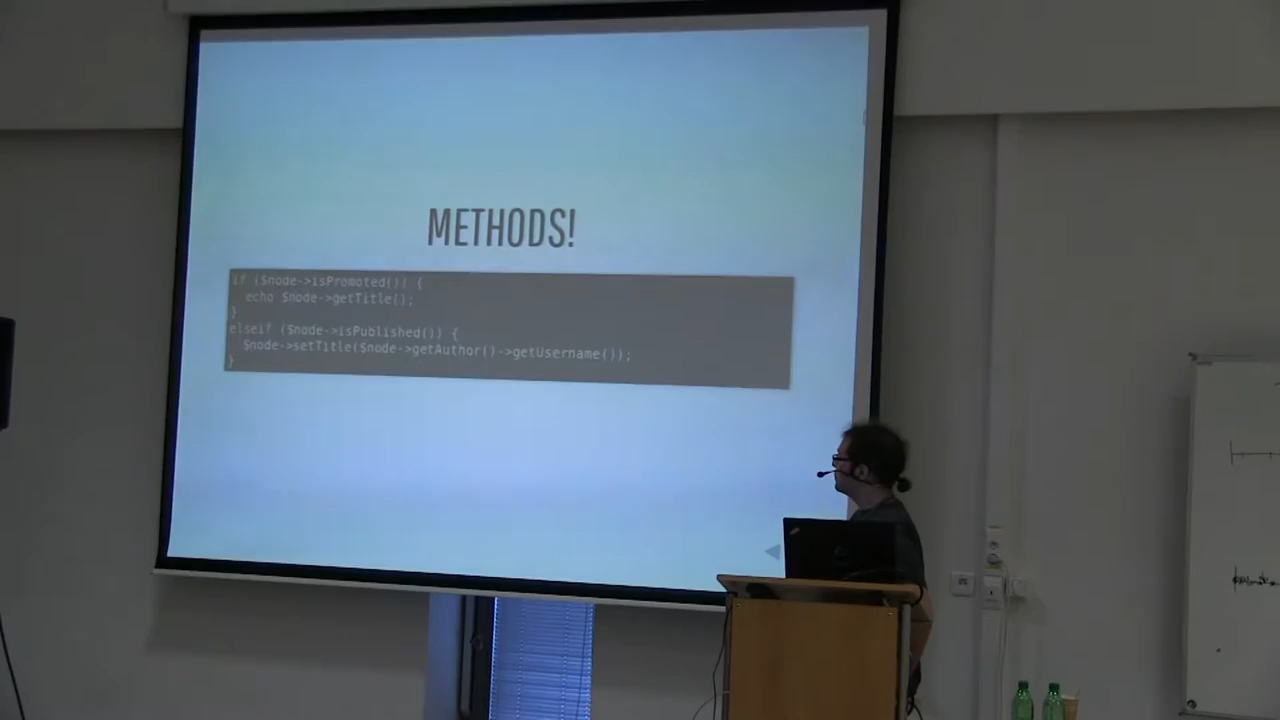 METHODS!
if ($node->isPromoted()) {
echo $node->getTitle();
}
elseif ($node->isPublished()) {
$node->setTitle($node->getAuthor()->getUsername());
}